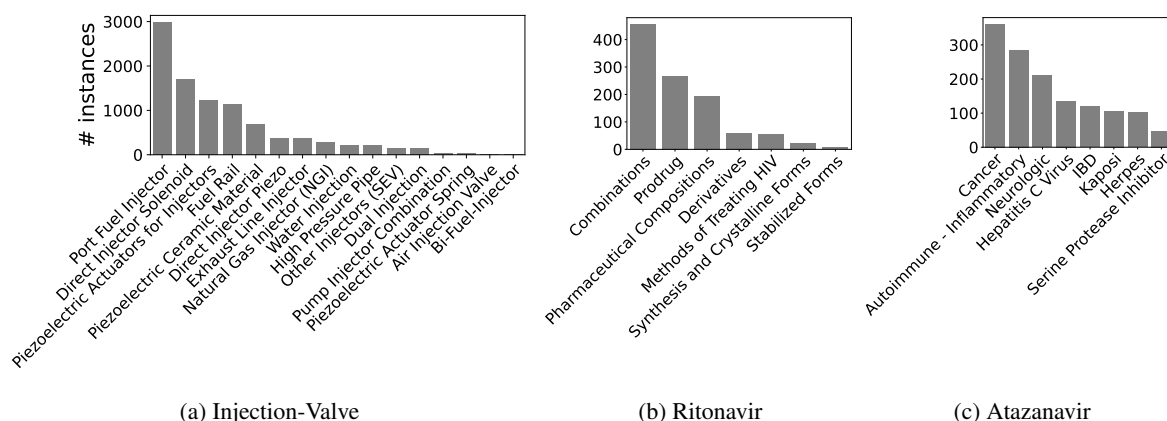 # instances
3000
2000
1000
0
Port Fuel Injector
Direct Injector Solenoid
Piezoelectric Actuators for Injectors
Fuel Rail
Piezoelectric Ceramic Material
Direct Injector Piezo
Exhaust Line Injector
Natural Gas Injector (NGI)
Water Injection
High Pressure Pipe
Other Injectors (SEV)
Dual Injection
Pump Injector Combination
Piezoelectric Actuator Spring
Air Injection Valve
Bi-Fuel-Injector
(a) Injection-Valve
400
300
200
100
0
Combinations
Prodrug
Pharmaceutical Compositions
Derivatives
Methods of Treating HIV
Synthesis and Crystalline Forms
Stabilized Forms
(b) Ritonavir
300
200
100
0
Cancer
Autoimmune - Inflammatory
Neurologic
Hepatitis C Virus
IBD
Kaposi
Herpes
Serine Protease Inhibitor
(c) Atazanavir